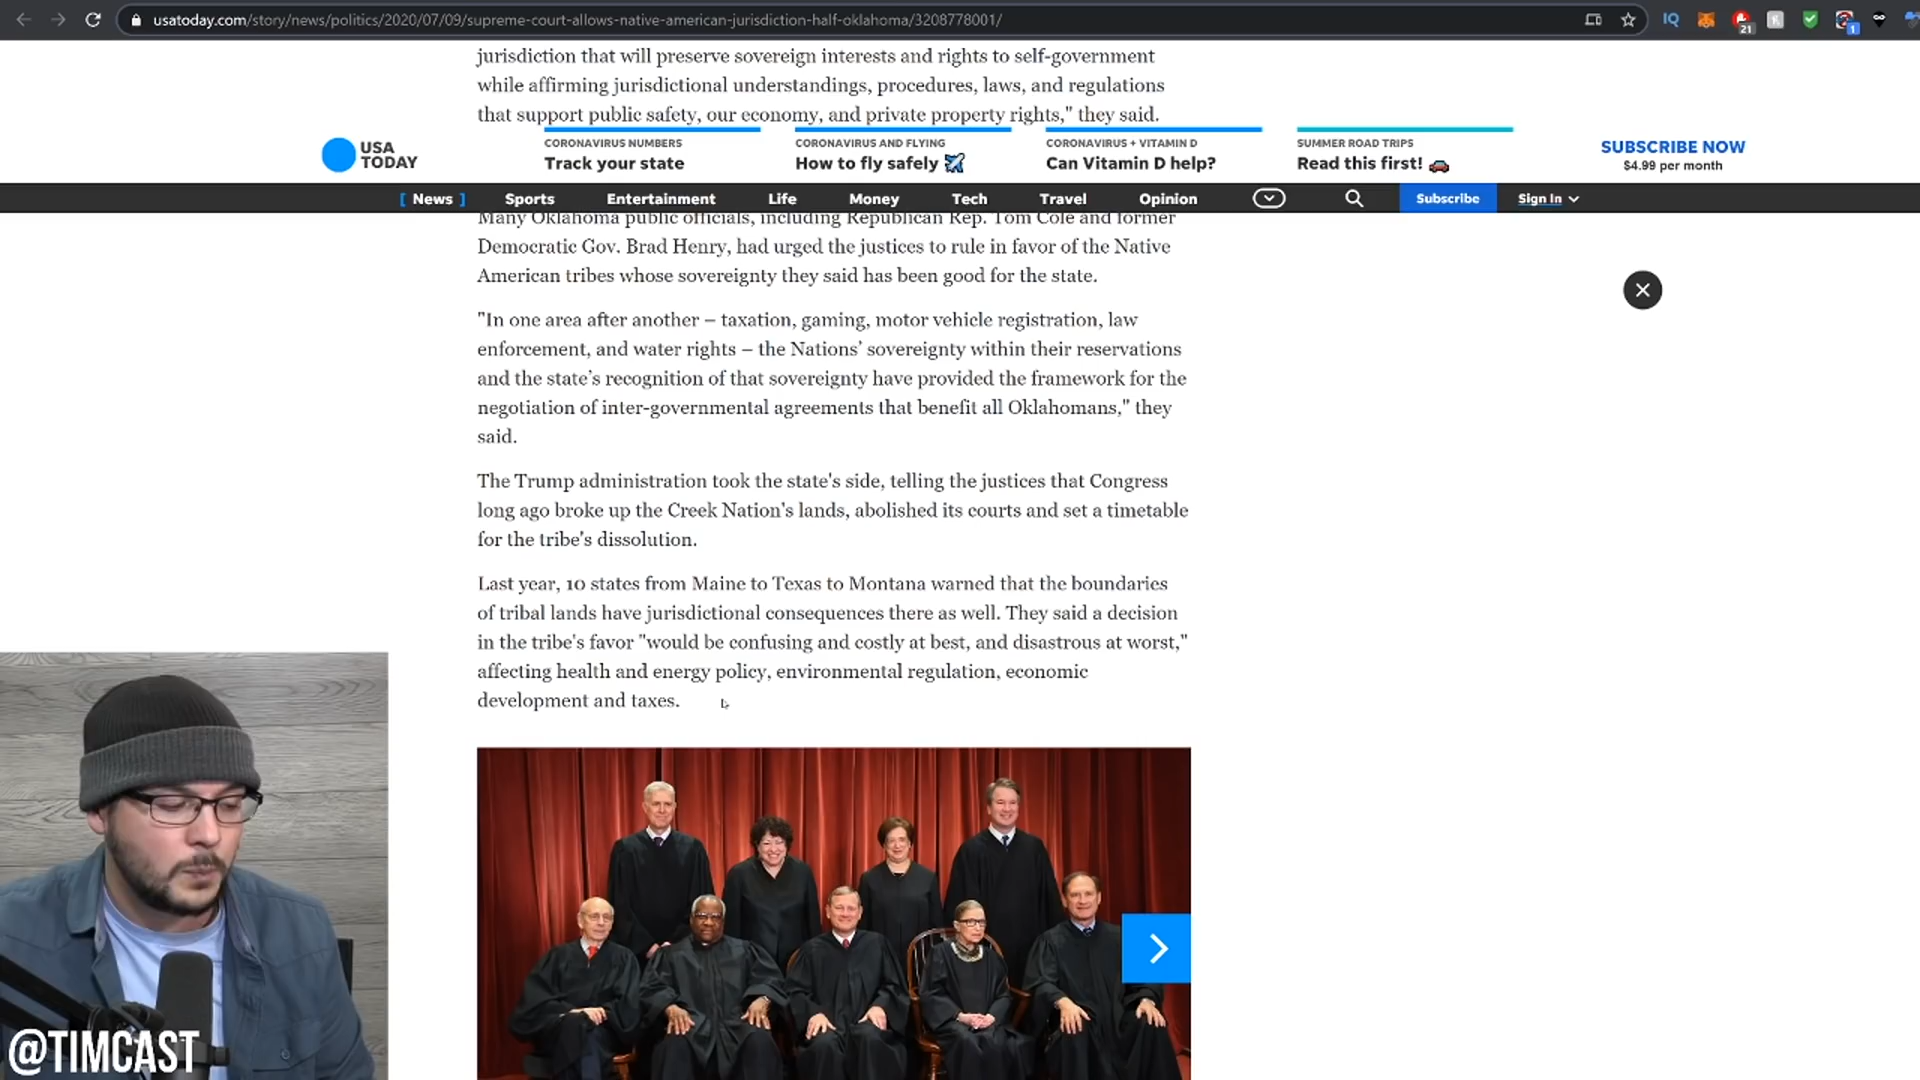 usatoday.com/story/news/politics/2020/07/09/supreme-court-allows-native-american-jurisdiction-half-oklahoma/3208778001/
IQ
21
1
jurisdiction that will preserve sovereign interests and rights to self-government
while affirming jurisdictional understandings, procedures, laws, and regulations
that support public safety, our economy, and private property rights," they said.
USA
TODAY
CORONAVIRUS NUMBERS
Track your state
CORONAVIRUS AND FLYING
How to fly safely
CORONAVIRUS + VITAMIN D
Can Vitamin D help?
SUMMER ROAD TRIPS
Read this first!
SUBSCRIBE NOW
$4.99 per month
[ News ]
Sports
Entertainment
Life
Money
Tech
Travel
Opinion
Subscribe
Sign In
Many Oklahoma public officials, including Republican Rep. Tom Cole and former
Democratic Gov. Brad Henry, had urged the justices to rule in favor of the Native
American tribes whose sovereignty they said has been good for the state.
"In one area after another – taxation, gaming, motor vehicle registration, law
enforcement, and water rights – the Nations’ sovereignty within their reservations
and the state’s recognition of that sovereignty have provided the framework for the
negotiation of inter-governmental agreements that benefit all Oklahomans," they
said.
The Trump administration took the state's side, telling the justices that Congress
long ago broke up the Creek Nation's lands, abolished its courts and set a timetable
for the tribe's dissolution.
Last year, 10 states from Maine to Texas to Montana warned that the boundaries
of tribal lands have jurisdictional consequences there as well. They said a decision
in the tribe's favor "would be confusing and costly at best, and disastrous at worst,"
affecting health and energy policy, environmental regulation, economic
development and taxes.
@TIMCAST